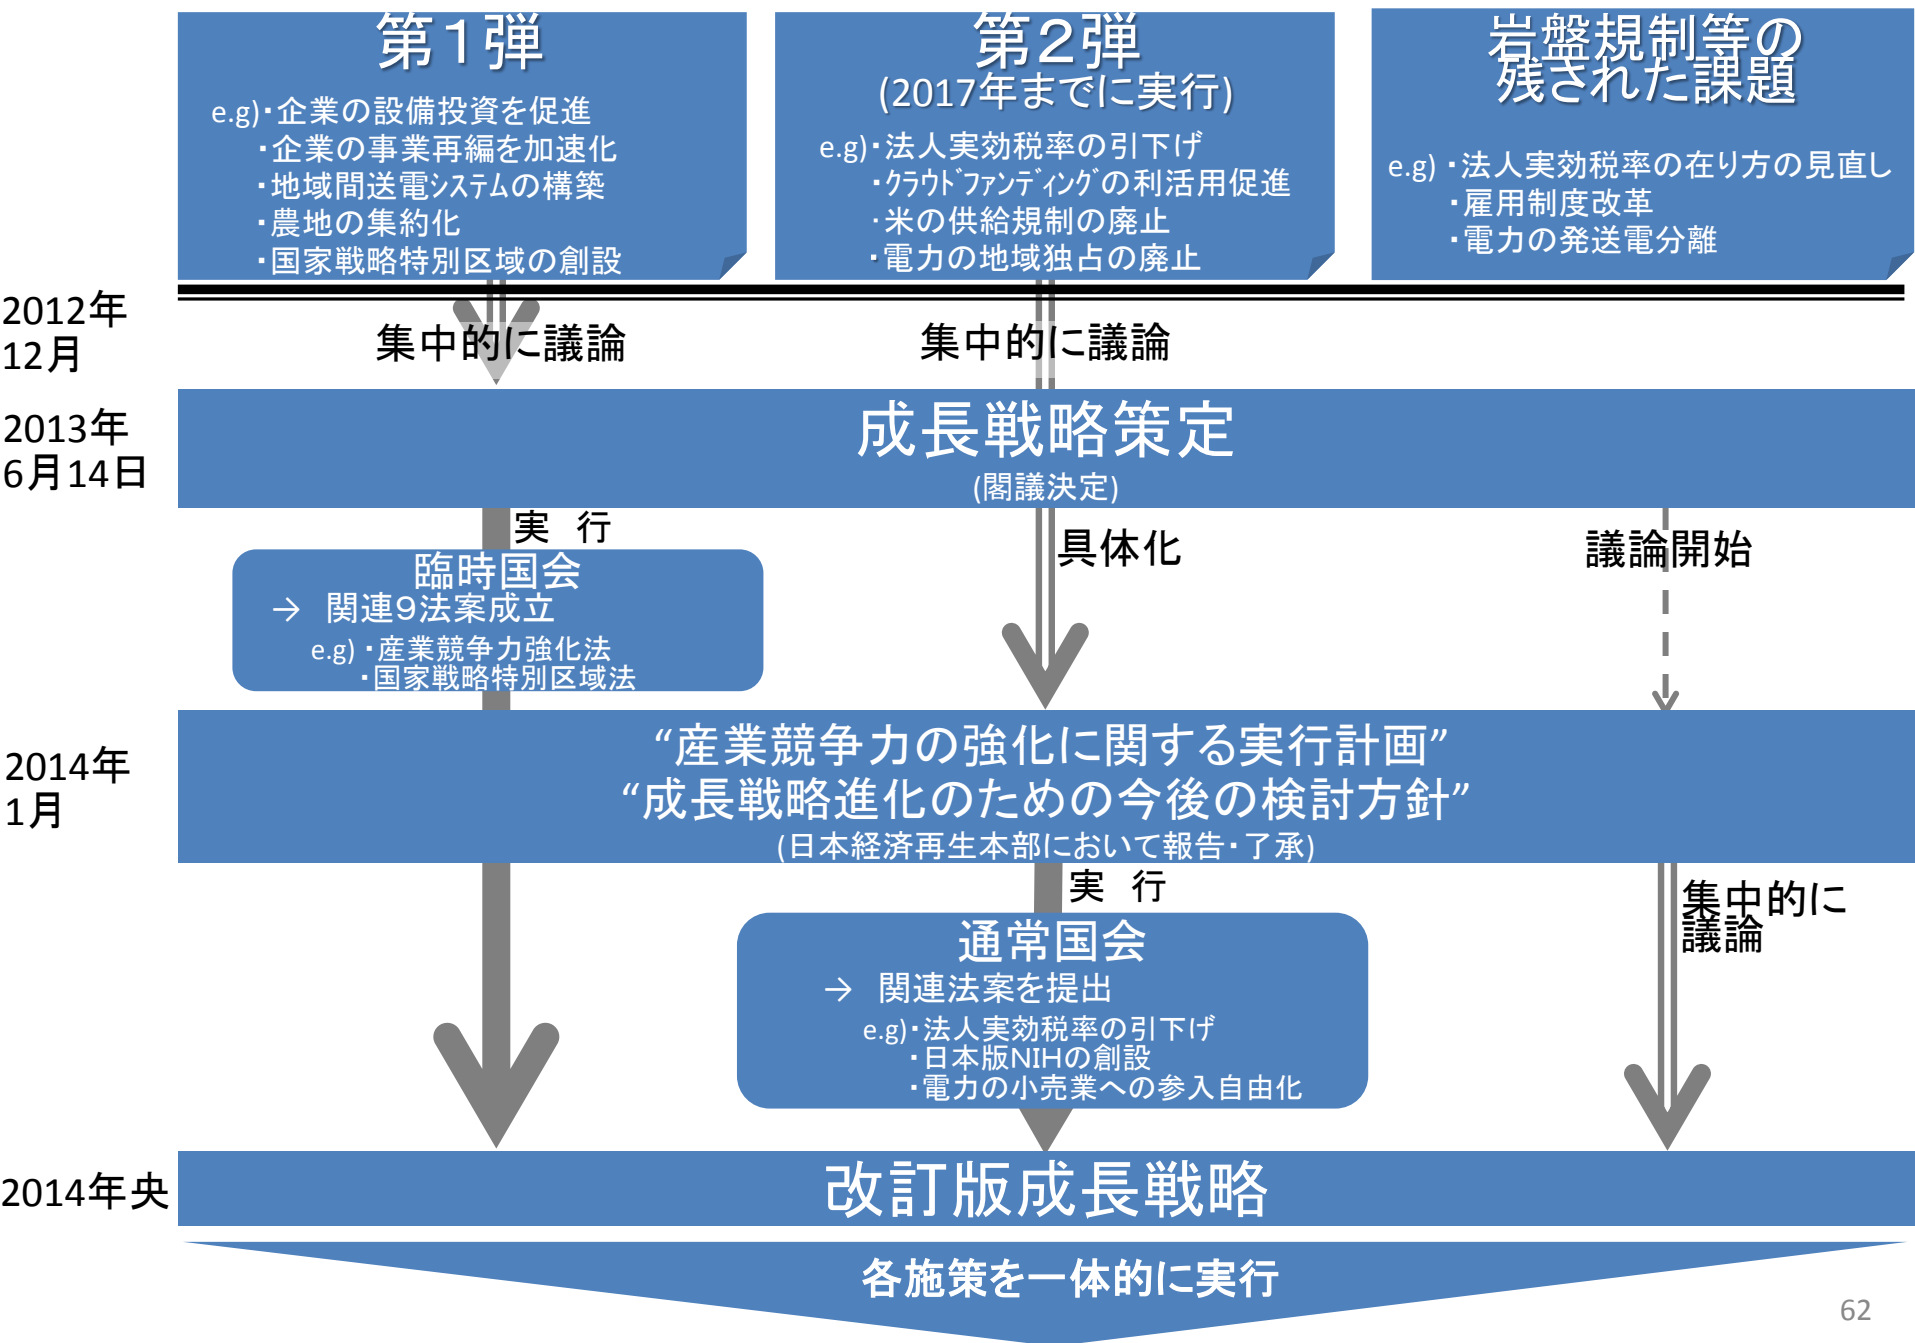 第１弾
e.g)・企業の設備投資を促進
・企業の事業再編を加速化
・地域間送電ｼｽﾃﾑの構築
・農地の集約化
・国家戦略特別区域の創設
第２弾
(2017年までに実行)
e.g)・法人実効税率の引下げ
・ｸﾗｳﾄﾞﾌｧﾝﾃﾞｨﾝｸﾞの利活用促進
・米の供給規制の廃止
・電力の地域独占の廃止
岩盤規制等の
残された課題
e.g) ・法人実効税率の在り方の見直し
・雇用制度改革
・電力の発送電分離
2012年
12月
集中的に議論
集中的に議論
2013年
6月14日
成長戦略策定
(閣議決定)
実　行
具体化
議論開始
臨時国会
→　関連９法案成立
e.g) ・産業競争力強化法
・国家戦略特別区域法
2014年
1月
“産業競争力の強化に関する実行計画”
“成長戦略進化のための今後の検討方針”
(日本経済再生本部において報告・了承)
実　行
集中的に
議論
通常国会
→　関連法案を提出
e.g)・法人実効税率の引下げ
・日本版NIHの創設
・電力の小売業への参入自由化
2014年央
改訂版成長戦略
各施策を一体的に実行
62